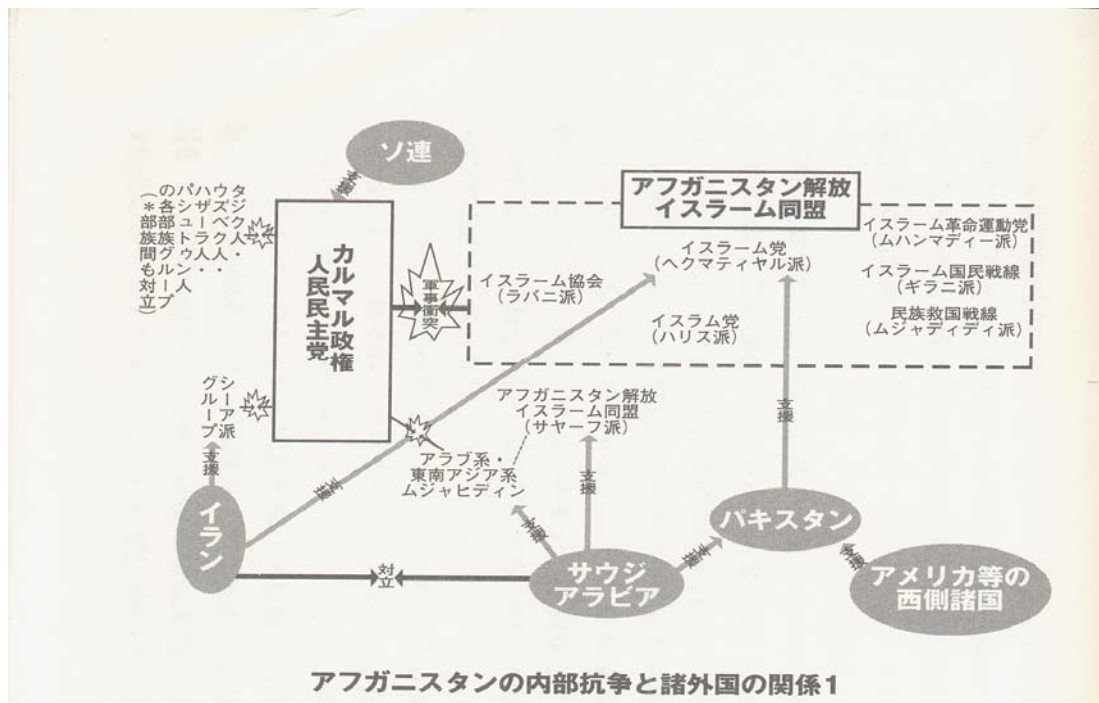 ソ連
支援
タジク人・
ウズベク人・
ハザーラ人・
パシュトゥン人
の各部族グループ
(＊部族間も対立)
カルマル政権
人民民主党
軍事衝突
アフガニスタン解放
イスラーム同盟
イスラーム協会
(ラバニ派)
イスラーム党
(ヘクマティヤル派)
イスラム党
(ハリス派)
イスラーム革命運動党
(ムハンマディー派)
イスラーム国民戦線
(ギラニ派)
民族救国戦線
(ムジャディディ派)
シーア派
グループ
支援
イラン
支援
アラブ系・
東南アジア系
ムジャヒディン
アフガニスタン解放
イスラーム同盟
(サヤーフ派)
支援
支援
対立
サウジ
アラビア
支援
パキスタン
支援
支援
アメリカ等の
西側諸国
アフガニスタンの内部抗争と諸外国の関係1